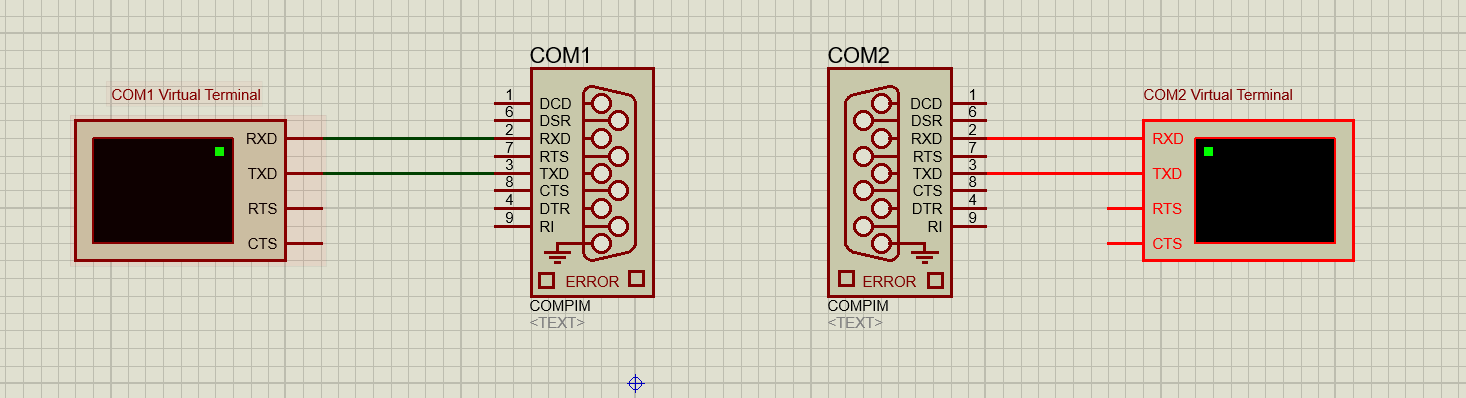 COM1
COM2
COM1 Virtual Terminal
COM2 Virtual Terminal
RXD
TXD
RTS
CTS
1 DCD
6 DSR
2 RXD
7 RTS
3 TXD
8 CTS
4 DTR
9 RI
ERROR
COMPIM
<TEXT>
DCD 1
DSR 6
RXD 2
RTS 7
TXD 3
CTS 8
DTR 4
RI 9
ERROR
COMPIM
<TEXT>
RXD
TXD
RTS
CTS